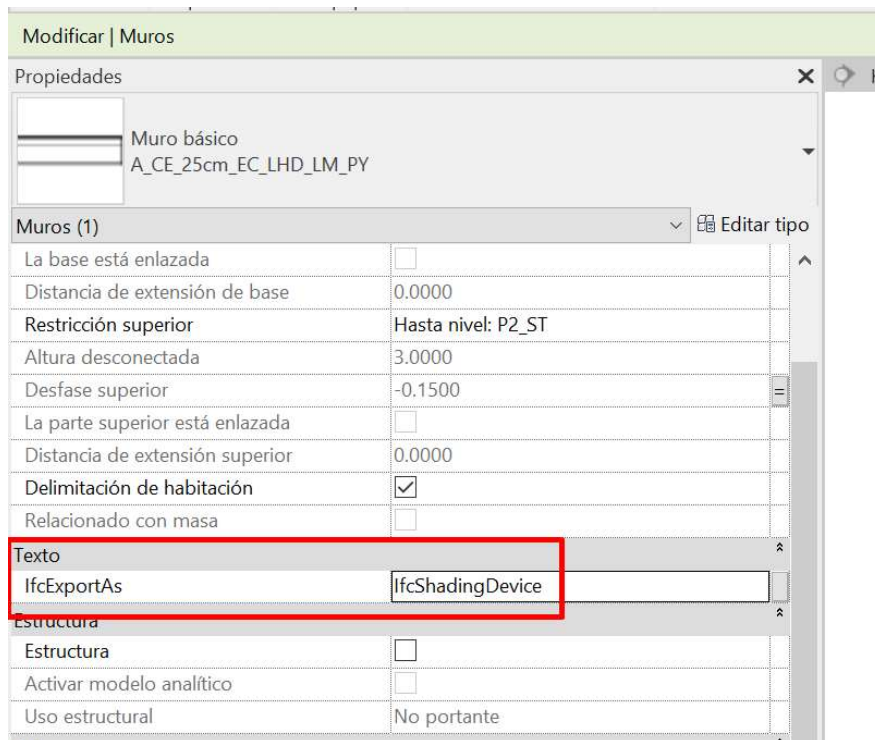 Modificar | Muros
Propiedades
Muro básico
A_CE_25cm_EC_LHD_LM_PY
Muros (1)
Editar tipo
La base está enlazada
Distancia de extensión de base 0.0000
Restricción superior Hasta nivel: P2_ST
Altura desconectada 3.0000
Desfase superior -0.1500
La parte superior está enlazada
Distancia de extensión superior 0.0000
Delimitación de habitación
Relacionado con masa
Texto
IfcExportAs IfcShadingDevice
Estructura
Estructura
Activar modelo analítico
Uso estructural No portante